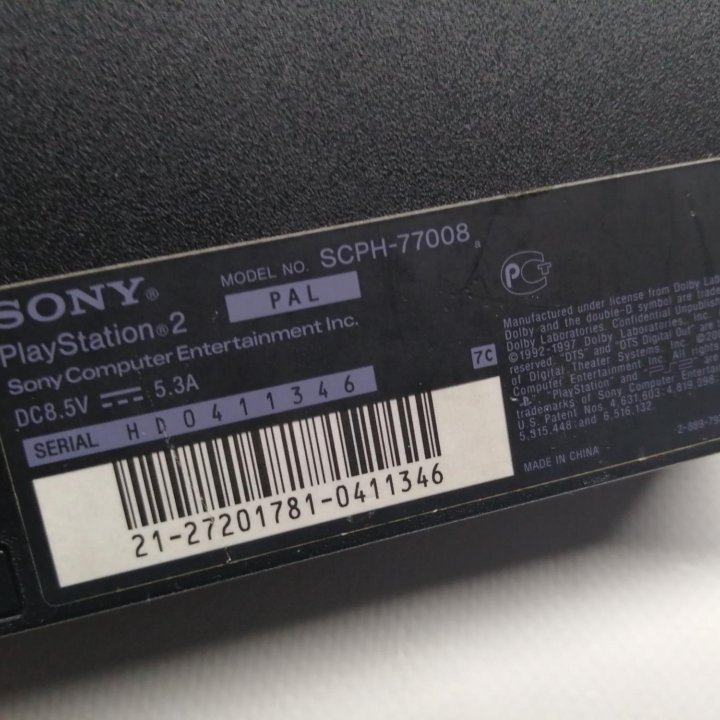 SONY®
PlayStation®2
MODEL NO. SCPH-77008 a
PAL
Sony Computer Entertainment Inc.
DC8.5V 5.3A
7C
SERIAL HD0411346
21-27201781-0411346
PCT
Manufactured under license from Dolby
Dolby and the double-D symbol are
Dolby Laboratories. Confidential
©1992-1997 Dolby Laboratories, Inc.
reserved. "DTS" and "DTS Digital Out" are
of Digital Theater Systems, Inc.
Computer Entertainment Inc. All rights
"PlayStation" and
trademarks of Sony Computer
U.S. Patent Nos. 4,631,603 4,819,098
5,315,448 and 6,516,132.
MADE IN CHINA